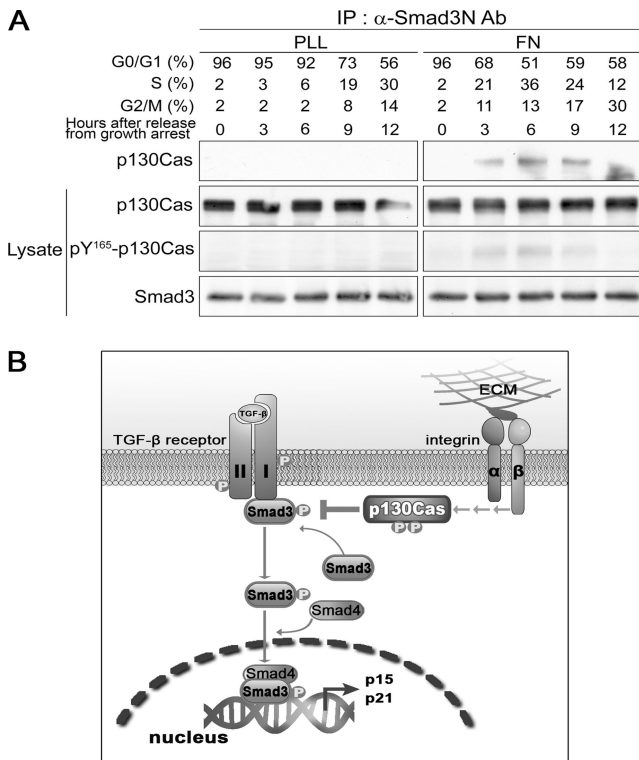 A
IP : α-Smad3N Ab
PLL FN
G0/G1 (%) 96 95 92 73 56 96 68 51 59 58
S (%) 2 3 6 19 30 2 21 36 24 12
G2/M (%) 2 2 2 8 14 2 11 13 17 30
Hours after release
from growth arrest 0 3 6 9 12 0 3 6 9 12
p130Cas
Lysate
p130Cas
pY165-p130Cas
Smad3
B
ECM
TGF-β
TGF-β receptor
integrin
II I
α β
P
P
Smad3 P
p130Cas
P P
Smad3
Smad3 P
Smad4
Smad4
Smad3 P
p15
p21
nucleus